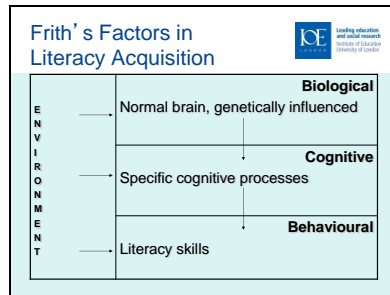 Frith's Factors in
Literacy Acquisition
IOE
LONDON
Leading education
and social research
Institute of Education
University of London
E
N
V
I
R
O
N
M
E
N
T
Biological
Normal brain, genetically influenced
Cognitive
Specific cognitive processes
Behavioural
Literacy skills